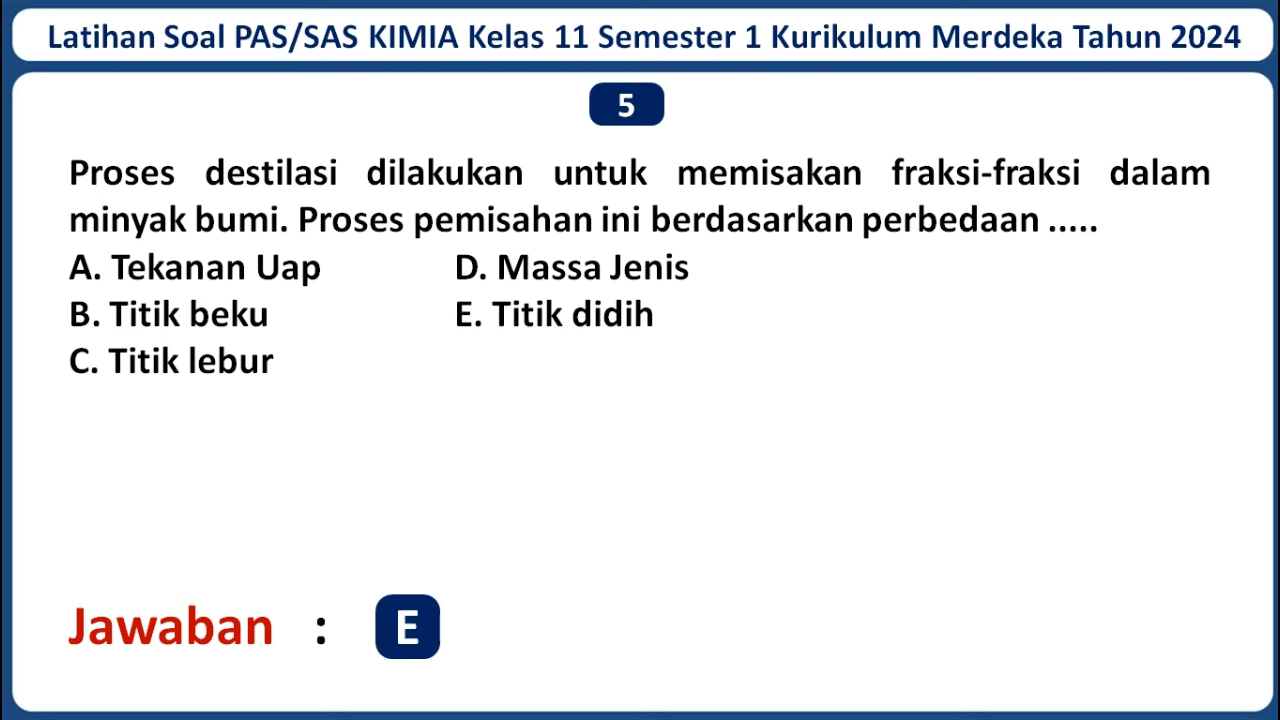 Latihan Soal PAS/SAS KIMIA Kelas 11 Semester 1 Kurikulum Merdeka Tahun 2024
5
Proses destilasi dilakukan untuk memisakan fraksi-fraksi dalam
minyak bumi. Proses pemisahan ini berdasarkan perbedaan .....
A. Tekanan Uap
B. Titik beku
C. Titik lebur
D. Massa Jenis
E. Titik didih
Jawaban : E